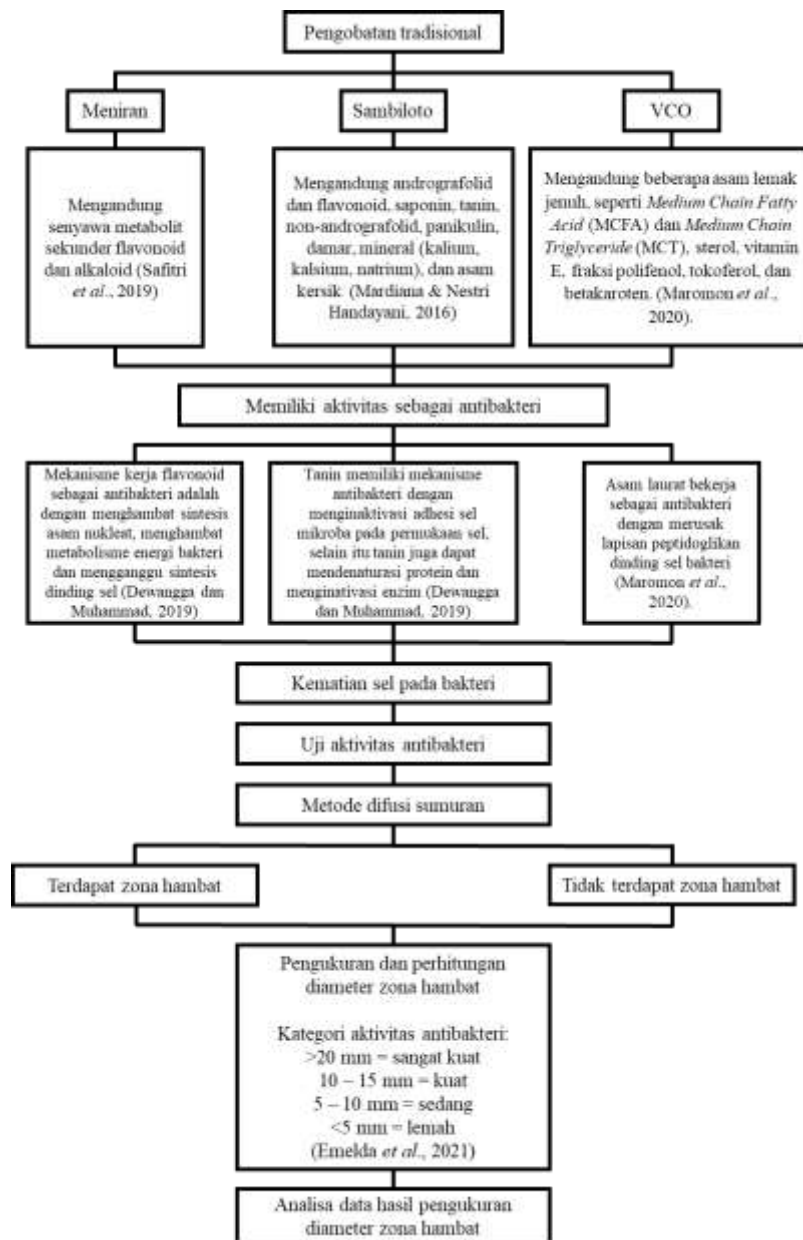 Pengobatan tradisional
Meniran
Sambiloto
VCO
Mengandung
senyawa metabolit
sekunder flavonoid
dan alkaloid (Safitri
et al., 2019)
Mengandung andrografolid
dan flavonoid, saponin, tanin,
non-andrografolid, panikulin,
damar, mineral (kalium,
kalsium, natrium), dan asam
kersik. (Mardiana & Nestri
Handayani, 2016)
Mengandung beberapa asam lemak
jenuh, seperti Medium Chain Fatty
Acid (MCFA) dan Medium Chain
Triglyceride (MCT), sterol, vitamin
E, fraksi polifenol, tokoferol, dan
betakaroten. (Maromon et al.,
2020).
Memiliki aktivitas sebagai antibakteri
Mekanisme kerja flavonoid
sebagai antibakteri adalah
dengan menghambat sintesis
asam nukleat, menghambat
metabolisme energi bakteri
dan mengganggu sintesis
dinding sel (Dewangga dan
Muhammad, 2019)
Tanin memiliki mekanisme
antibakteri dengan
menginaktivasi adhesi sel
mikroba pada permukaan sel,
selain itu tanin juga dapat
mendenaturasi protein dan
menginativasi enzim (Dewangga
dan Muhammad, 2019)
Asam laurat bekerja
sebagai antibakteri
dengan merusak
lapisan peptidoglikan
dinding sel bakteri
(Maromon et al.,
2020).
Kematian sel pada bakteri
Uji aktivitas antibakteri
Metode difusi sumuran
Terdapat zona hambat
Tidak terdapat zona hambat
Pengukuran dan perhitungan
diameter zona hambat
Kategori aktivitas antibakteri:
>20 mm = sangat kuat
10 – 15 mm = kuat
5 – 10 mm = sedang
<5 mm = lemah
(Emelda et al., 2021)
Analisa data hasil pengukuran
diameter zona hambat